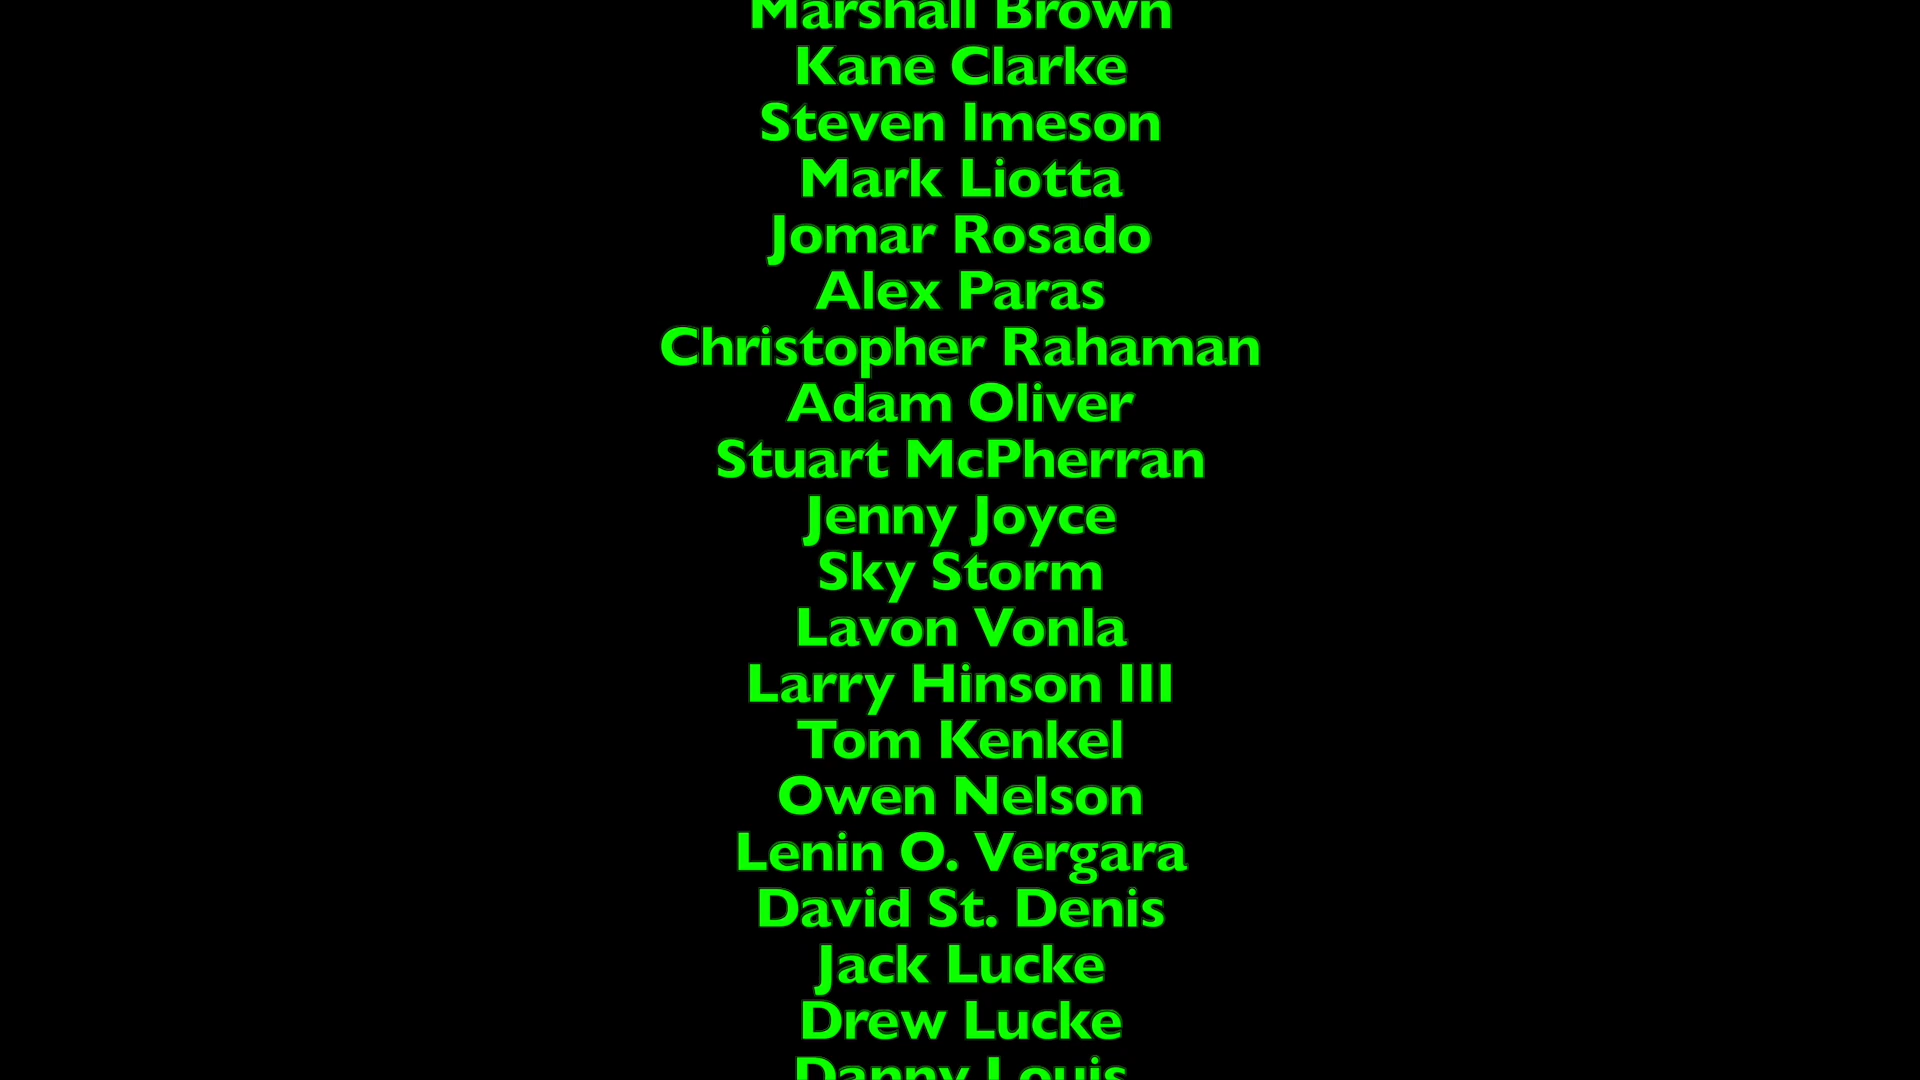 Marshall Brown
Kane Clarke
Steven Imeson
Mark Liotta
Jomar Rosado
Alex Paras
Christopher Rahaman
Adam Oliver
Stuart McPherran
Jenny Joyce
Sky Storm
Lavon Vonla
Larry Hinson III
Tom Kenkel
Owen Nelson
Lenin O. Vergara
David St. Denis
Jack Lucke
Drew Lucke
Danny Louis